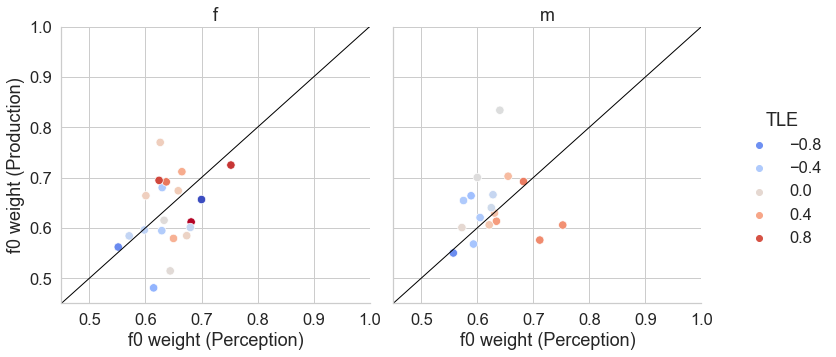 f
m
1.0
0.9
0.8
0.7
0.6
0.5
f0 weight (Production)
0.5 0.6 0.7 0.8 0.9 1.0
0.5 0.6 0.7 0.8 0.9 1.0
f0 weight (Perception)
f0 weight (Perception)
TLE
−0.8
−0.4
0.0
0.4
0.8